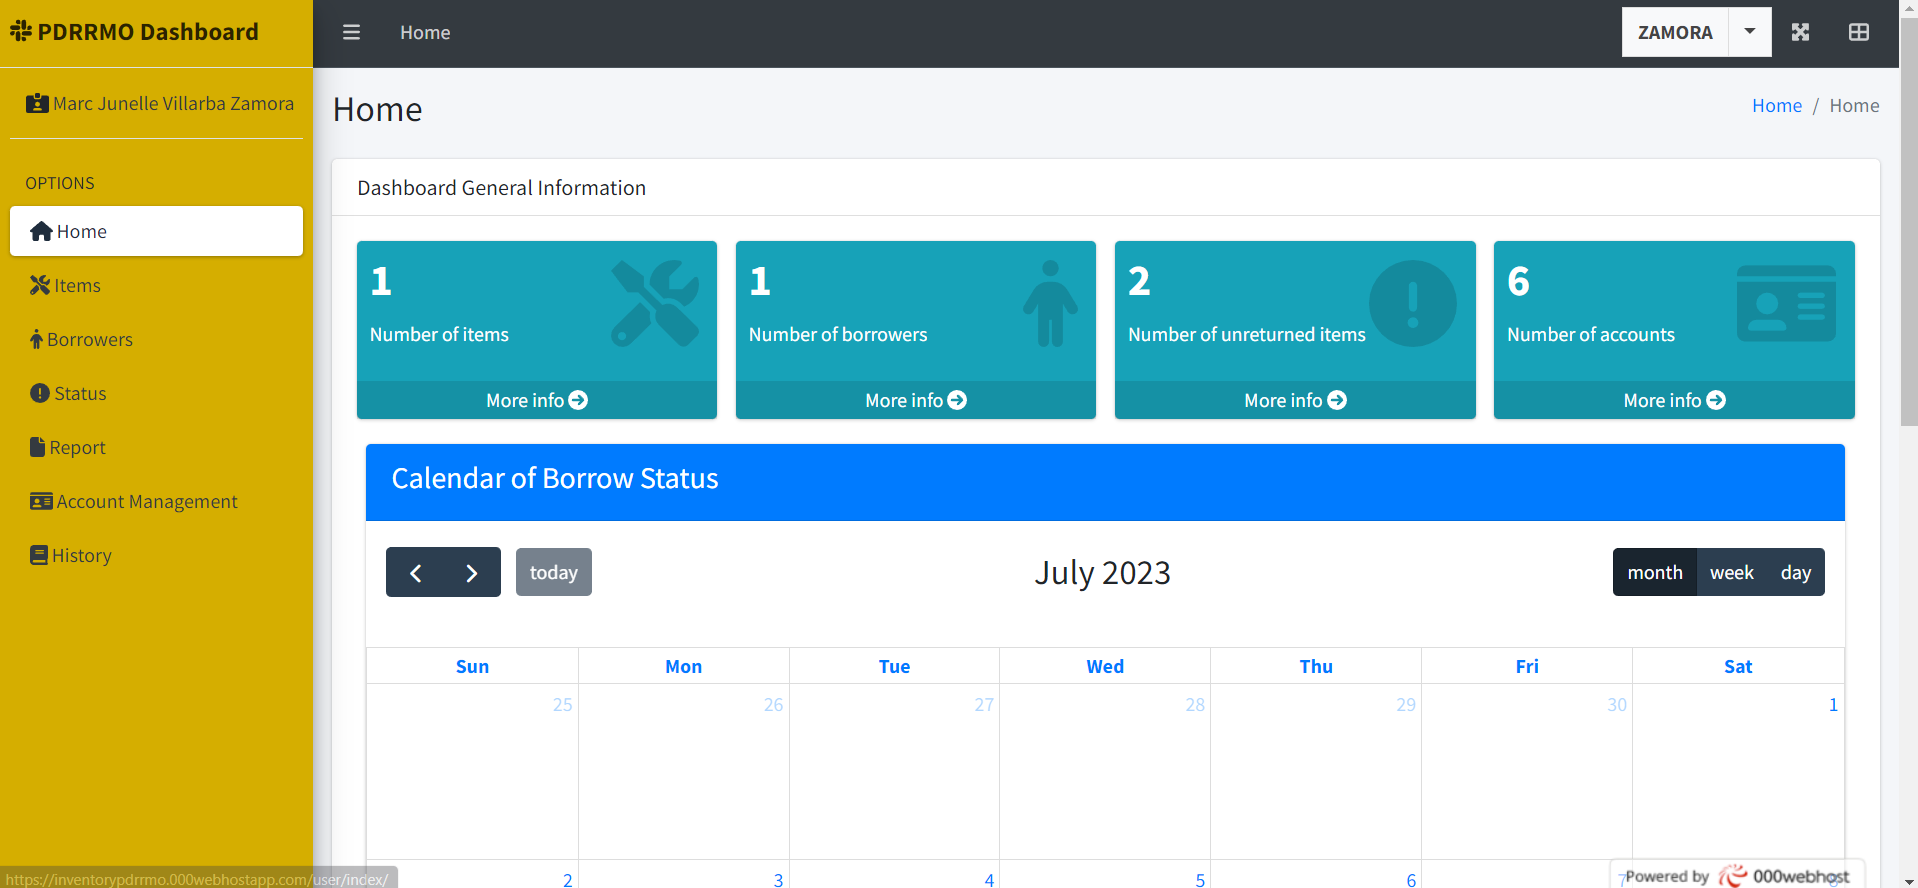 PDRRMO Dashboard
Home
ZAMORA
Marc Junelle Villarba Zamora
OPTIONS
Home
Items
Borrowers
Status
Report
Account Management
History
Home
Home / Home
Dashboard General Information
1
Number of items
More info
1
Number of borrowers
More info
2
Number of unreturned items
More info
6
Number of accounts
More info
Calendar of Borrow Status
today
July 2023
month week day
Sun Mon Tue Wed Thu Fri Sat
25 26 27 28 29 30 1
2 3 4 5 6 7 8
Powered by 000webhost
https://inventorypdrrmo.000webhostapp.com/user/index/